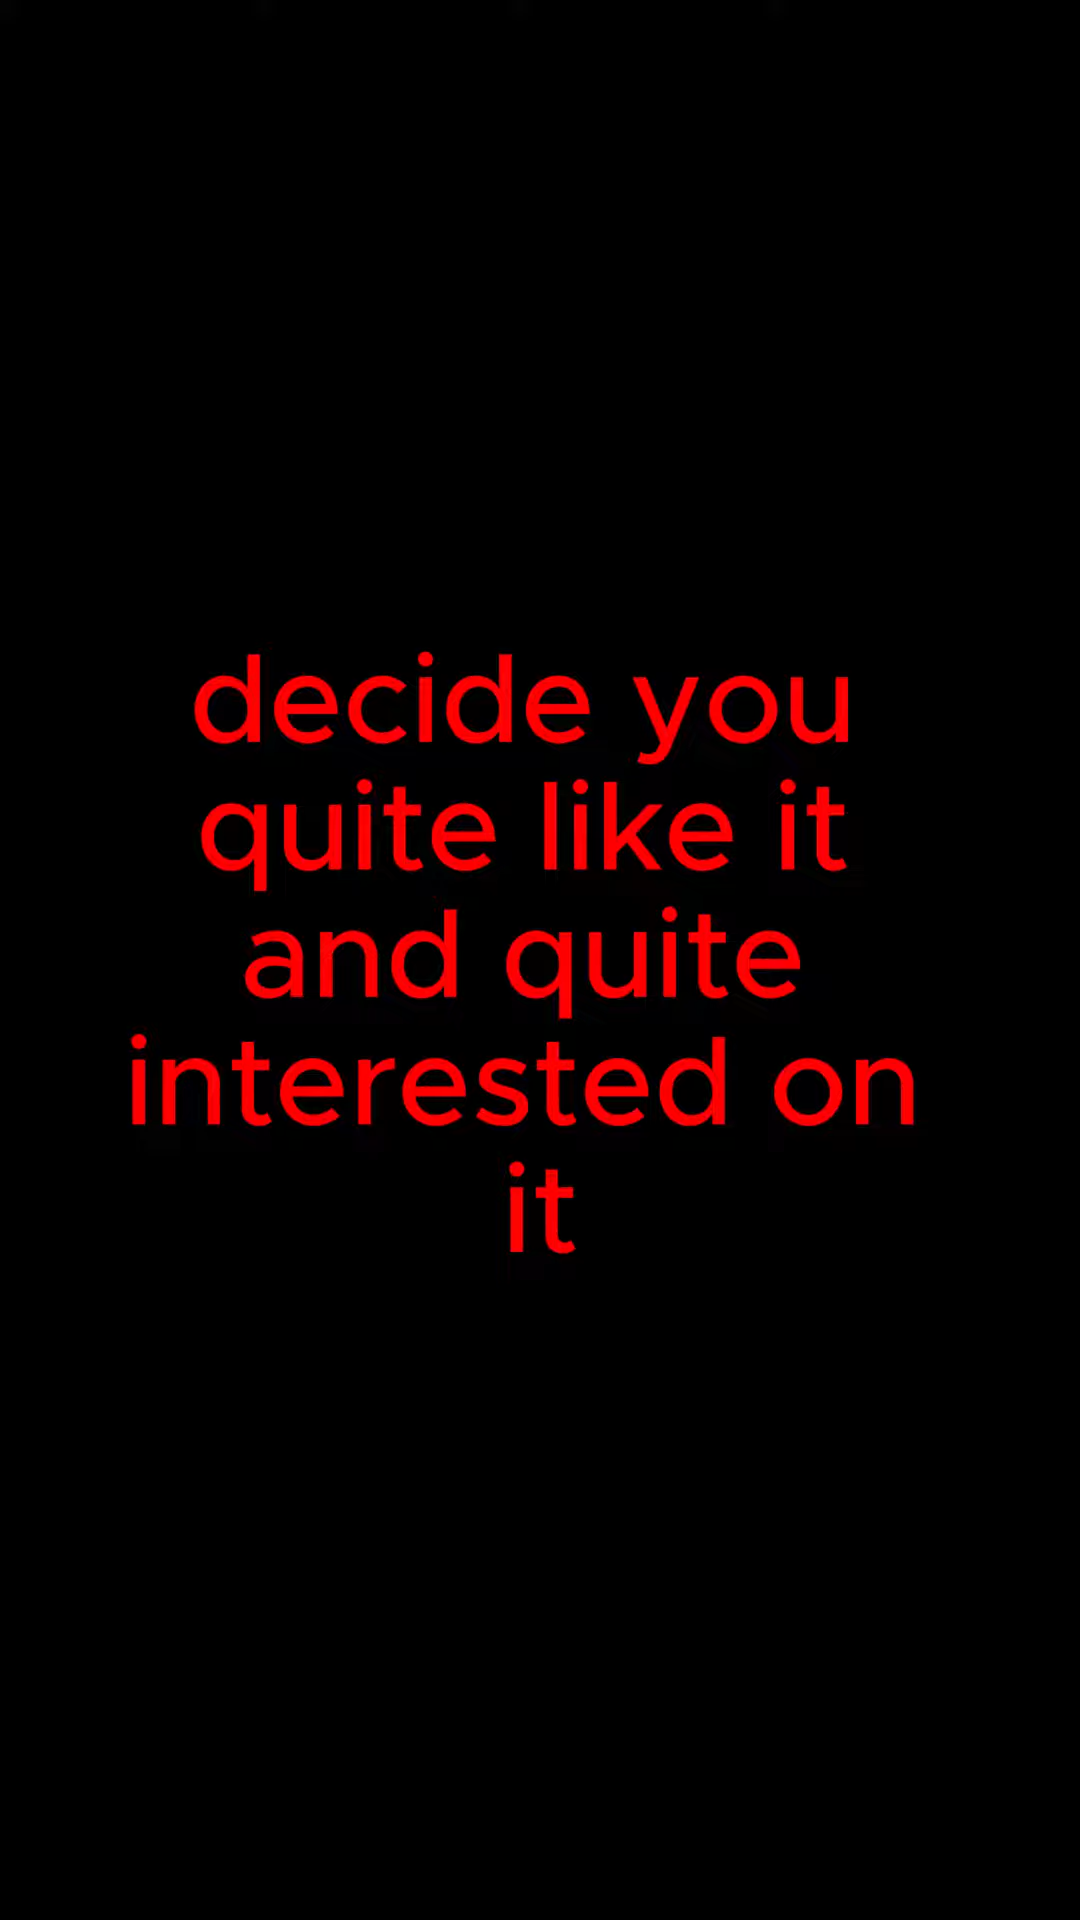 decide you
quite like it
and quite
interested on
it